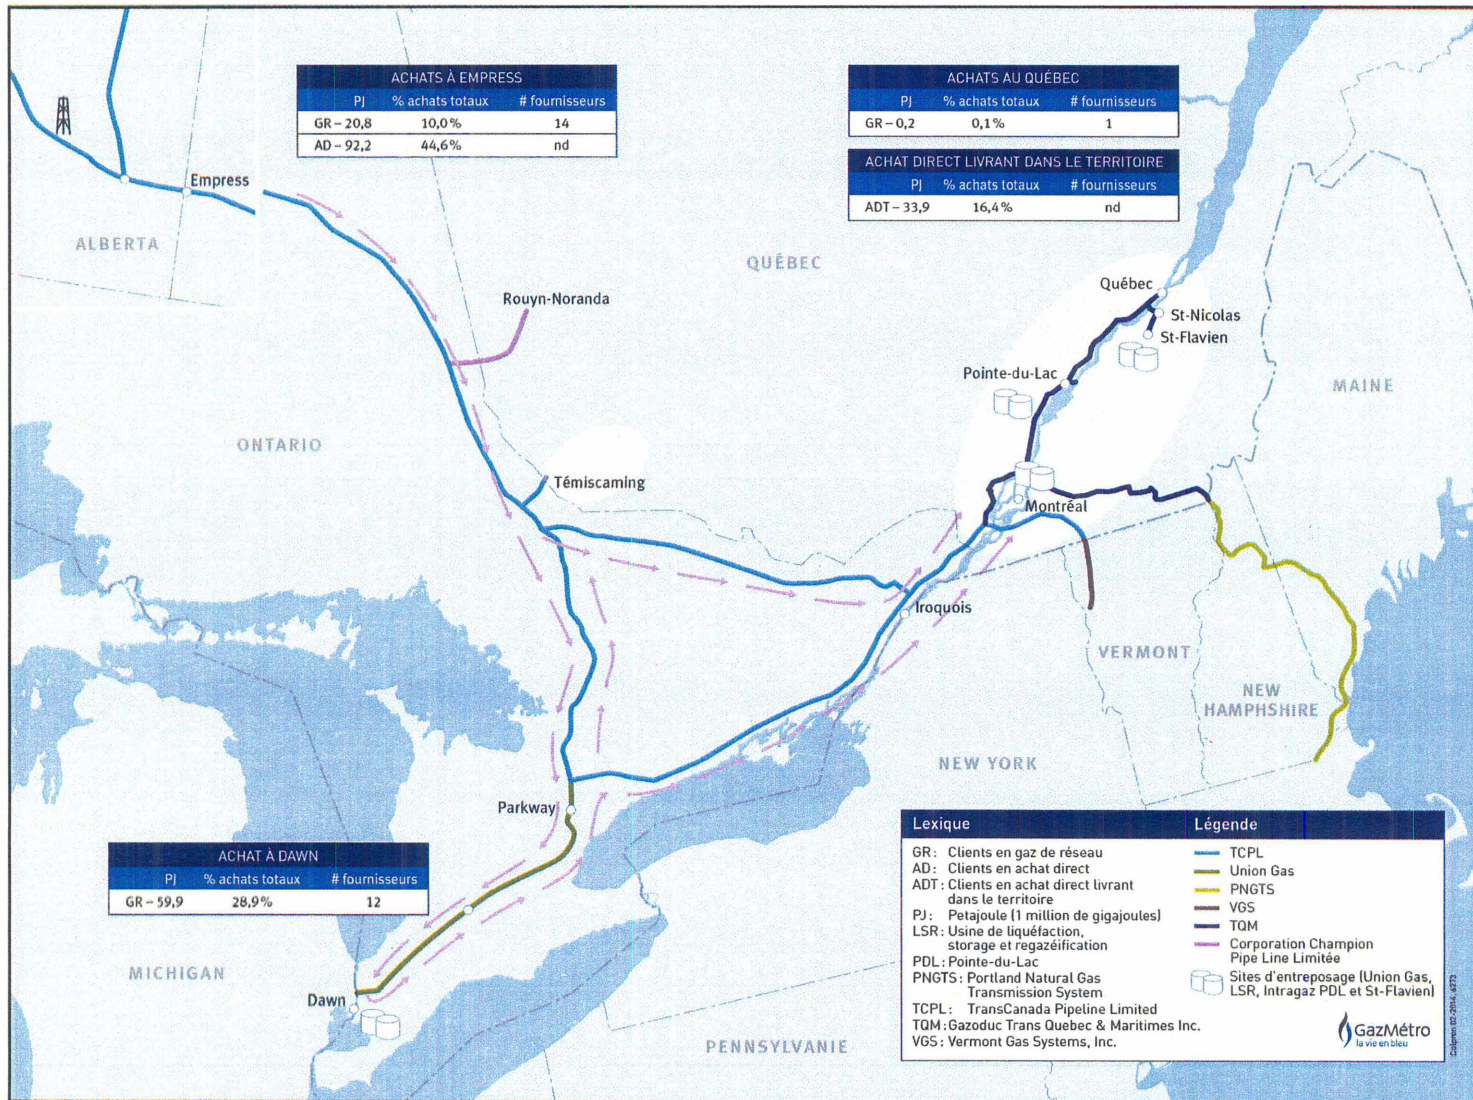 ACHATS À EMPRESS
PJ % achats totaux # fournisseurs
GR – 20,8 10,0% 14
AD – 92,2 44,6% nd
ACHATS AU QUÉBEC
PJ % achats totaux # fournisseurs
GR – 0,2 0,1% 1
ACHAT DIRECT LIVRANT DANS LE TERRITOIRE
PJ % achats totaux # fournisseurs
ADT – 33,9 16,4% nd
Empress
ALBERTA
QUÉBEC
Rouyn-Noranda
Québec
St-Nicolas
St-Flavien
Pointe-du-Lac
MAINE
ONTARIO
Témiscaming
Montréal
Iroquois
VERMONT
NEW
HAMPHSHIRE
NEW YORK
Parkway
ACHAT À DAWN
PJ % achats totaux # fournisseurs
GR – 59,9 28,9% 12
MICHIGAN
Dawn
PENNSYLVANIE
Lexique
GR : Clients en gaz de réseau
AD : Clients en achat direct
ADT : Clients en achat direct livrant
dans le territoire
PJ : Petajoule (1 million de gigajoules)
LSR : Usine de liquéfaction,
storage et regazéification
PDL : Pointe-du-Lac
PNGTS : Portland Natural Gas
Transmission System
TCPL : TransCanada Pipeline Limited
TQM : Gazoduc Trans Quebec & Maritimes Inc.
VGS : Vermont Gas Systems, Inc.
Légende
TCPL
Union Gas
PNGTS
VGS
TQM
Corporation Champion
Pipe Line Limitée
Sites d'entreposage (Union Gas,
LSR, Intragaz PDL et St-Flavien)
GazMétro
la vie en bleu